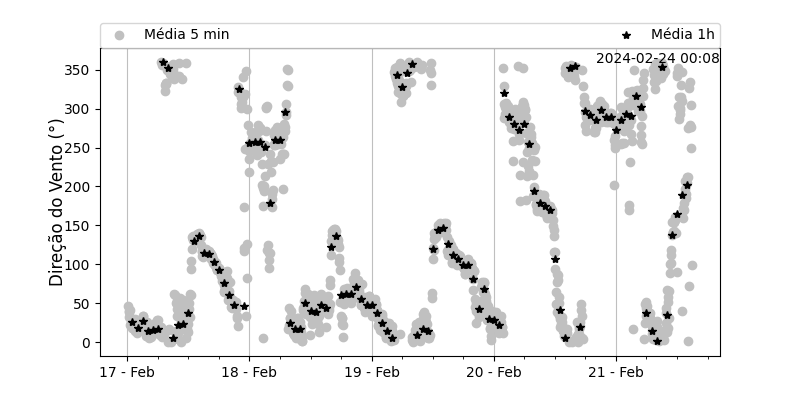 Média 5 min
Média 1h
2024-02-24 00:08
Direção do Vento (°)
350
300
250
200
150
100
50
0
17 - Feb
18 - Feb
19 - Feb
20 - Feb
21 - Feb